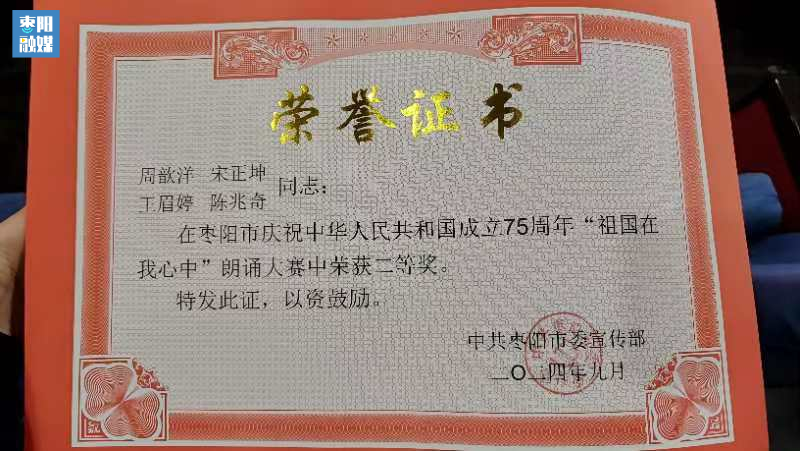 枣阳
融媒
荣誉证书
周歆洋 宋正坤
王眉婷 陈兆奇 同志：
在枣阳市庆祝中华人民共和国成立75周年“祖国在
我心中”朗诵大赛中荣获二等奖。
特发此证，以资鼓励。
中共枣阳市委宣传部
二〇二四年九月